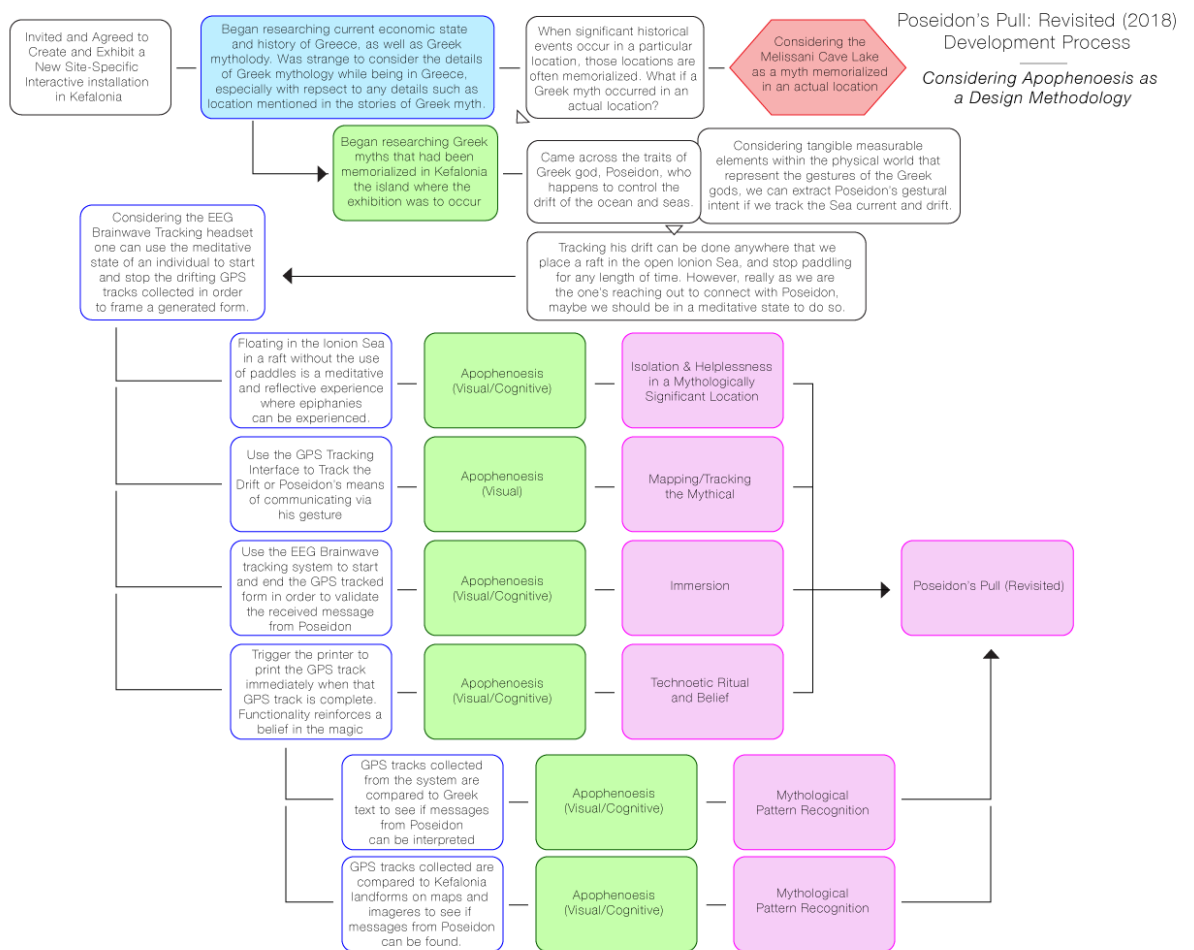 Poseidon's Pull: Revisited (2018)
Development Process
Considering Apophenoesis as
a Design Methodology
Invited and Agreed to
Create and Exhibit a
New Site-Specific
Interactive installation
in Kefalonia
Began researching current economic state
and history of Greece, as well as Greek
mytholody. Was strange to consider the details
of Greek mythology while being in Greece,
especially with repsect to any details such as
location mentioned in the stories of Greek myth.
When significant historical
events occur in a particular
location, those locations are
often memorialized. What if a
Greek myth occurred in an
actual location?
Considering the
Melissani Cave Lake
as a myth memorialized
in an actual location
Began researching Greek
myths that had been
memorialized in Kefalonia
the island where the
exhibition was to occur
Came across the traits of
Greek god, Poseidon, who
happens to control the
drift of the ocean and seas.
Considering tangible measurable
elements within the physical world that
represent the gestures of the Greek
gods, we can extract Poseidon's gestural
intent if we track the Sea current and drift.
Considering the EEG
Brainwave Tracking headset
one can use the meditative
state of an individual to start
and stop the drifting GPS
tracks collected in order
to frame a generated form.
Tracking his drift can be done anywhere that we
place a raft in the open Ionion Sea, and stop paddling
for any length of time. However, really as we are
the one's reaching out to connect with Poseidon,
maybe we should be in a meditative state to do so.
Floating in the Ionion Sea
in a raft without the use
of paddles is a meditative
and reflective experience
where epiphanies
can be experienced.
Apophenoesis
(Visual/Cognitive)
Isolation & Helplessness
in a Mythologically
Significant Location
Use the GPS Tracking
Interface to Track the
Drift or Poseidon's means
of communicating via
his gesture
Apophenoesis
(Visual)
Mapping/Tracking
the Mythical
Use the EEG Brainwave
tracking system to start
and end the GPS tracked
form in order to validate
the received message
from Poseidon
Apophenoesis
(Visual/Cognitive)
Immersion
Poseidon's Pull (Revisited)
Trigger the printer to
print the GPS track
immediately when that
GPS track is complete.
Functionality reinforces a
belief in the magic
Apophenoesis
(Visual/Cognitive)
Technoetic Ritual
and Belief
GPS tracks collected
from the system are
compared to Greek
text to see if messages
from Poseidon
can be interpreted
Apophenoesis
(Visual/Cognitive)
Mythological
Pattern Recognition
GPS tracks collected are
compared to Kefalonia
landforms on maps and
imageres to see if
messages from Poseidon
can be found.
Apophenoesis
(Visual/Cognitive)
Mythological
Pattern Recognition